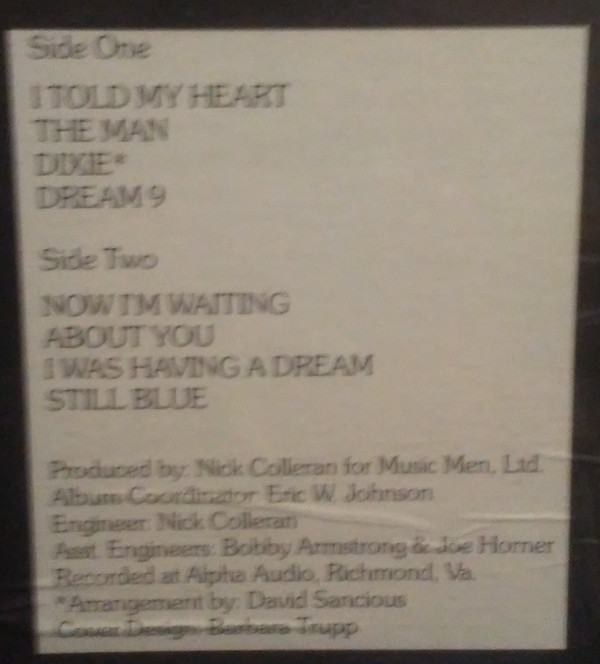 Side One
I TOLD MY HEART
THE MAN
DIXIE*
DREAM 9
Side Two
NOW I'M WAITING
ABOUT YOU
I WAS HAVING A DREAM
STILL BLUE
Produced by: Nick Colleran for Music Men, Ltd.
Album Coordinator: Eric W. Johnson
Engineer: Nick Colleran
Asst. Engineers: Bobby Armstrong & Joe Horner
Recorded at Alpha Audio, Richmond, Va.
*Arrangement by: David Sancious
Cover Design: Barbara Trupp